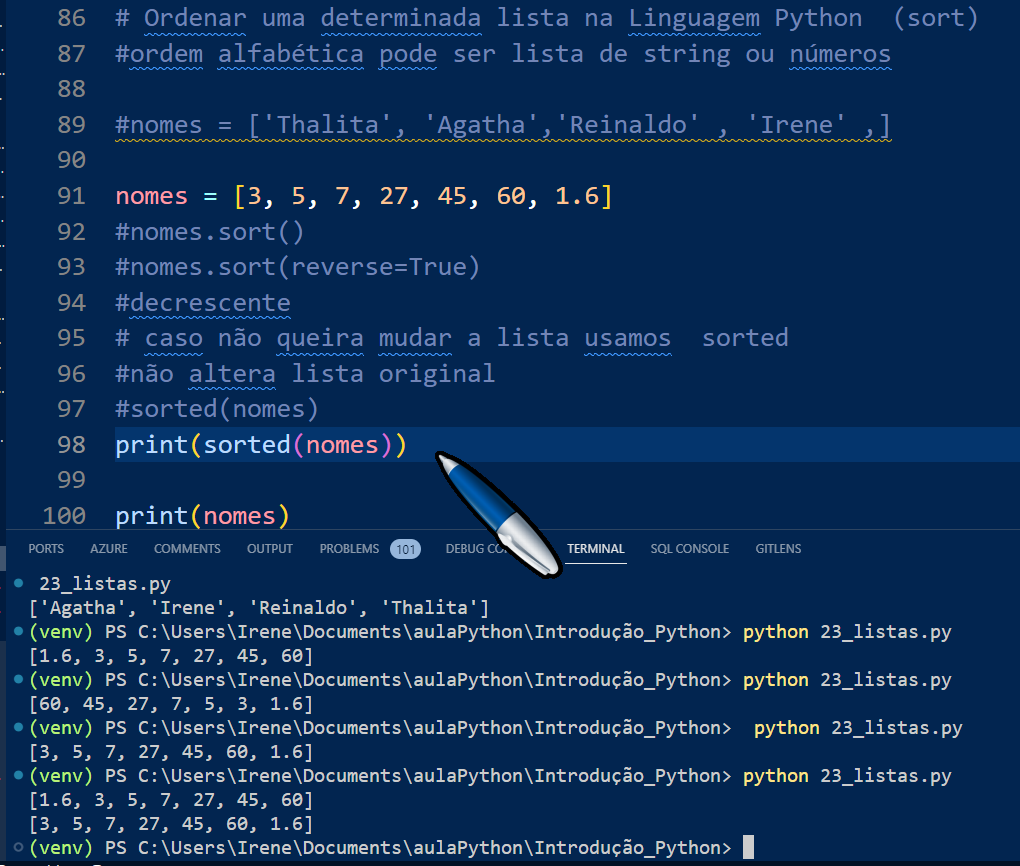 86 # Ordenar uma determinada lista na Linguagem Python (sort)
87 #ordem alfabética pode ser lista de string ou números
88
89 #nomes = ['Thalita', 'Agatha','Reinaldo' , 'Irene' ,]
90
91 nomes = [3, 5, 7, 27, 45, 60, 1.6]
92 #nomes.sort()
93 #nomes.sort(reverse=True)
94 #decrescente
95 # caso não queira mudar a lista usamos sorted
96 #não altera lista original
97 #sorted(nomes)
98 print(sorted(nomes))
99
100 print(nomes)
PORTS AZURE COMMENTS OUTPUT PROBLEMS 101 DEBUG TERMINAL SQL CONSOLE GITLENS
23_listas.py
['Agatha', 'Irene', 'Reinaldo', 'Thalita']
(venv) PS C:\Users\Irene\Documents\aulaPython\Introdução_Python> python 23_listas.py
[1.6, 3, 5, 7, 27, 45, 60]
(venv) PS C:\Users\Irene\Documents\aulaPython\Introdução_Python> python 23_listas.py
[60, 45, 27, 7, 5, 3, 1.6]
(venv) PS C:\Users\Irene\Documents\aulaPython\Introdução_Python> python 23_listas.py
[3, 5, 7, 27, 45, 60, 1.6]
(venv) PS C:\Users\Irene\Documents\aulaPython\Introdução_Python> python 23_listas.py
[1.6, 3, 5, 7, 27, 45, 60]
[3, 5, 7, 27, 45, 60, 1.6]
(venv) PS C:\Users\Irene\Documents\aulaPython\Introdução_Python>